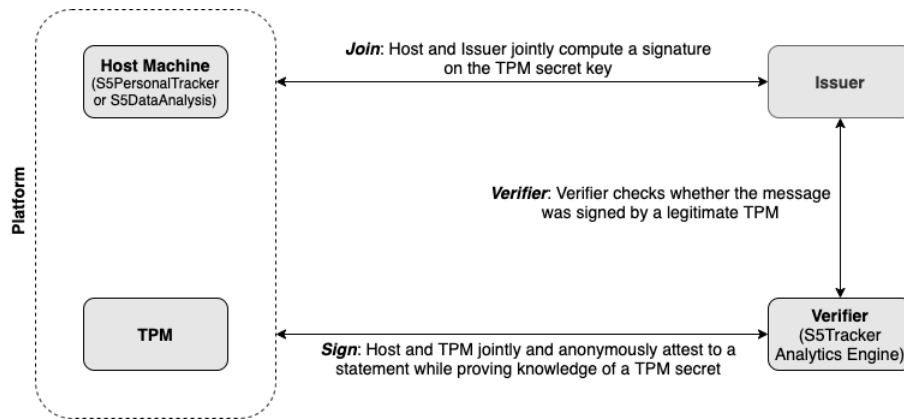 Host Machine
(S5PersonalTracker
or S5DataAnalysis)
Join: Host and Issuer jointly compute a signature
on the TPM secret key
Issuer
Platform
Verifier: Verifier checks whether the message
was signed by a legitimate TPM
TPM
Sign: Host and TPM jointly and anonymously attest to a
statement while proving knowledge of a TPM secret
Verifier
(S5Tracker
Analytics Engine)